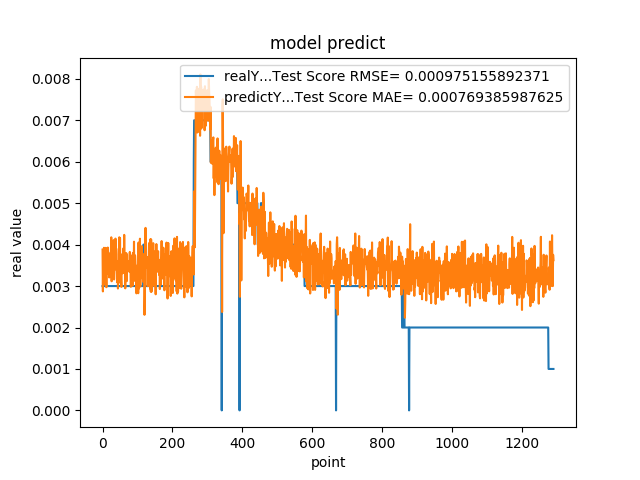 model predict
realY...Test Score RMSE= 0.000975155892371
predictY...Test Score MAE= 0.000769385987625
real value
0.008
0.007
0.006
0.005
0.004
0.003
0.002
0.001
0.000
0 200 400 600 800 1000 1200
point